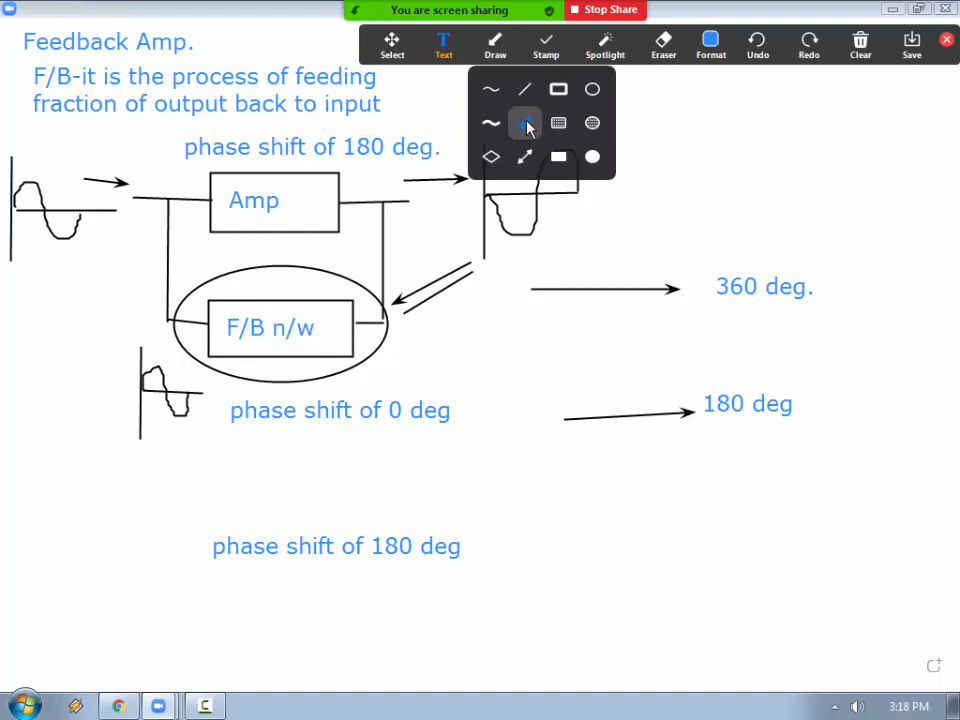 You are screen sharing
Stop Share
Select
Text
Draw
Stamp
Spotlight
Eraser
Format
Undo
Redo
Clear
Save
Feedback Amp.
F/B-it is the process of feeding
fraction of output back to input
phase shift of 180 deg.
Amp
360 deg.
F/B n/w
180 deg
phase shift of 0 deg
phase shift of 180 deg
3:18 PM